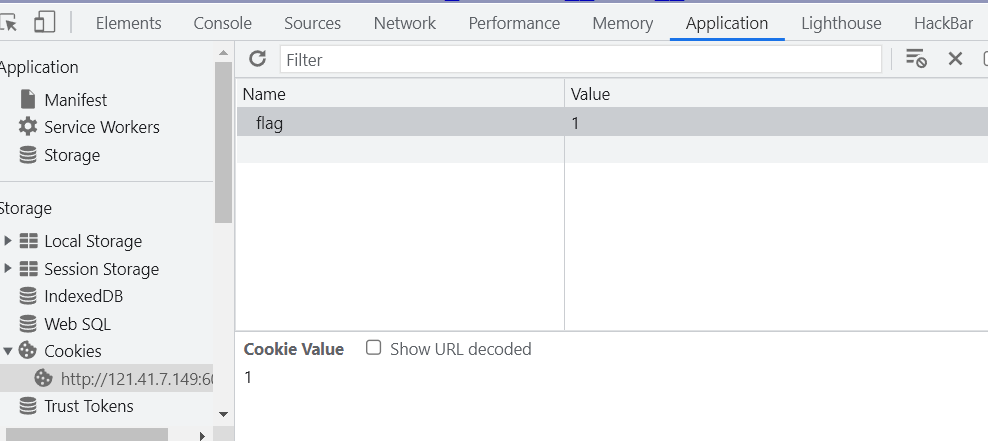 Elements Console Sources Network Performance Memory Application Lighthouse HackBar
Application
Manifest
Service Workers
Storage
Storage
Local Storage
Session Storage
IndexedDB
Web SQL
Cookies
http://121.41.7.149:60
Trust Tokens
Filter
Name Value
flag 1
Cookie Value Show URL decoded
1